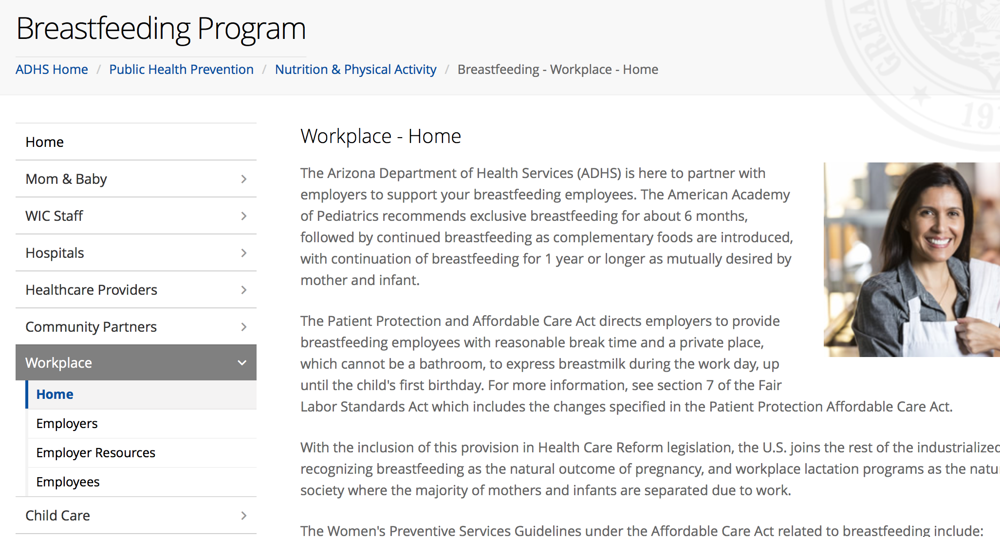 Breastfeeding Program
ADHS Home / Public Health Prevention / Nutrition & Physical Activity / Breastfeeding - Workplace - Home
GREA
197
Home
Mom & Baby
WIC Staff
Hospitals
Healthcare Providers
Community Partners
Workplace
Home
Employers
Employer Resources
Employees
Child Care
Workplace - Home
The Arizona Department of Health Services (ADHS) is here to partner with
employers to support your breastfeeding employees. The American Academy
of Pediatrics recommends exclusive breastfeeding for about 6 months,
followed by continued breastfeeding as complementary foods are introduced,
with continuation of breastfeeding for 1 year or longer as mutually desired by
mother and infant.
The Patient Protection and Affordable Care Act directs employers to provide
breastfeeding employees with reasonable break time and a private place,
which cannot be a bathroom, to express breastmilk during the work day, up
until the child's first birthday. For more information, see section 7 of the Fair
Labor Standards Act which includes the changes specified in the Patient Protection Affordable Care Act.
With the inclusion of this provision in Health Care Reform legislation, the U.S. joins the rest of the industrialized
recognizing breastfeeding as the natural outcome of pregnancy, and workplace lactation programs as the natu
society where the majority of mothers and infants are separated due to work.
The Women's Preventive Services Guidelines under the Affordable Care Act related to breastfeeding include: